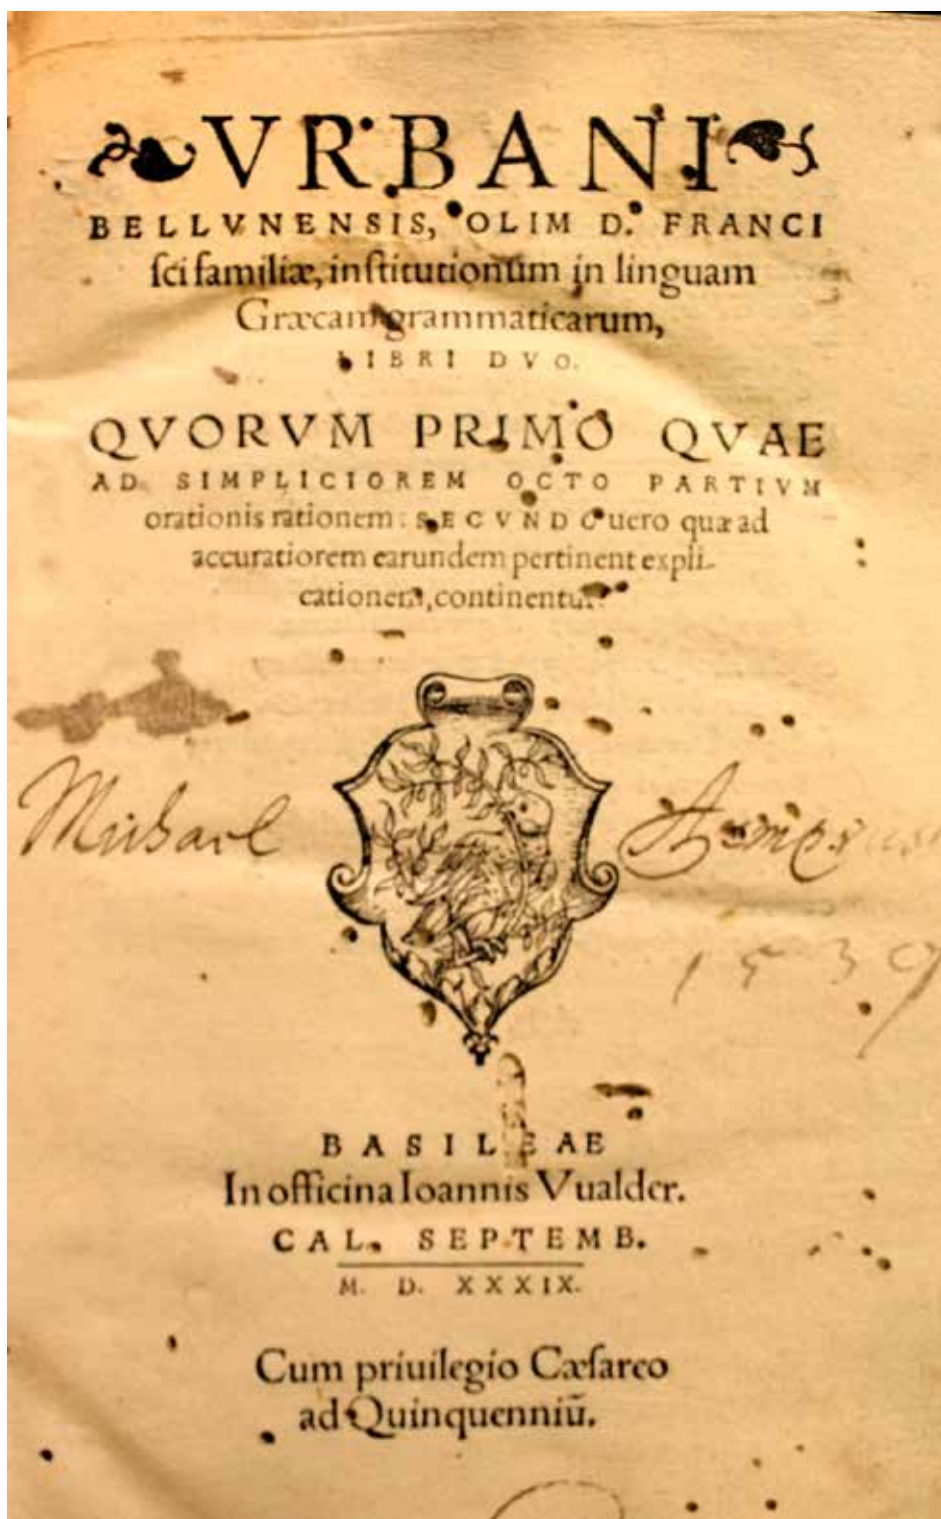 VRBANI
BELLVNENSIS, OLIM D. FRANCI
ſci familiæ, inſtitutionum in linguam
Græcam grammaticarum,
LIBRI DVO.
QVORVM PRIMO QVAE
AD SIMPLICIOREM OCTO PARTIVM
orationis rationem: SECVNDO uero quæ ad
accuratiorem earundem pertinent expli-
cationem, continentur.
Michael
1539
BASILEAE
In officina Ioannis Vualder.
CAL. SEPTEMB.
M. D. XXXIX.
Cum priuilegio Cæſareo
ad Quinquenniū.